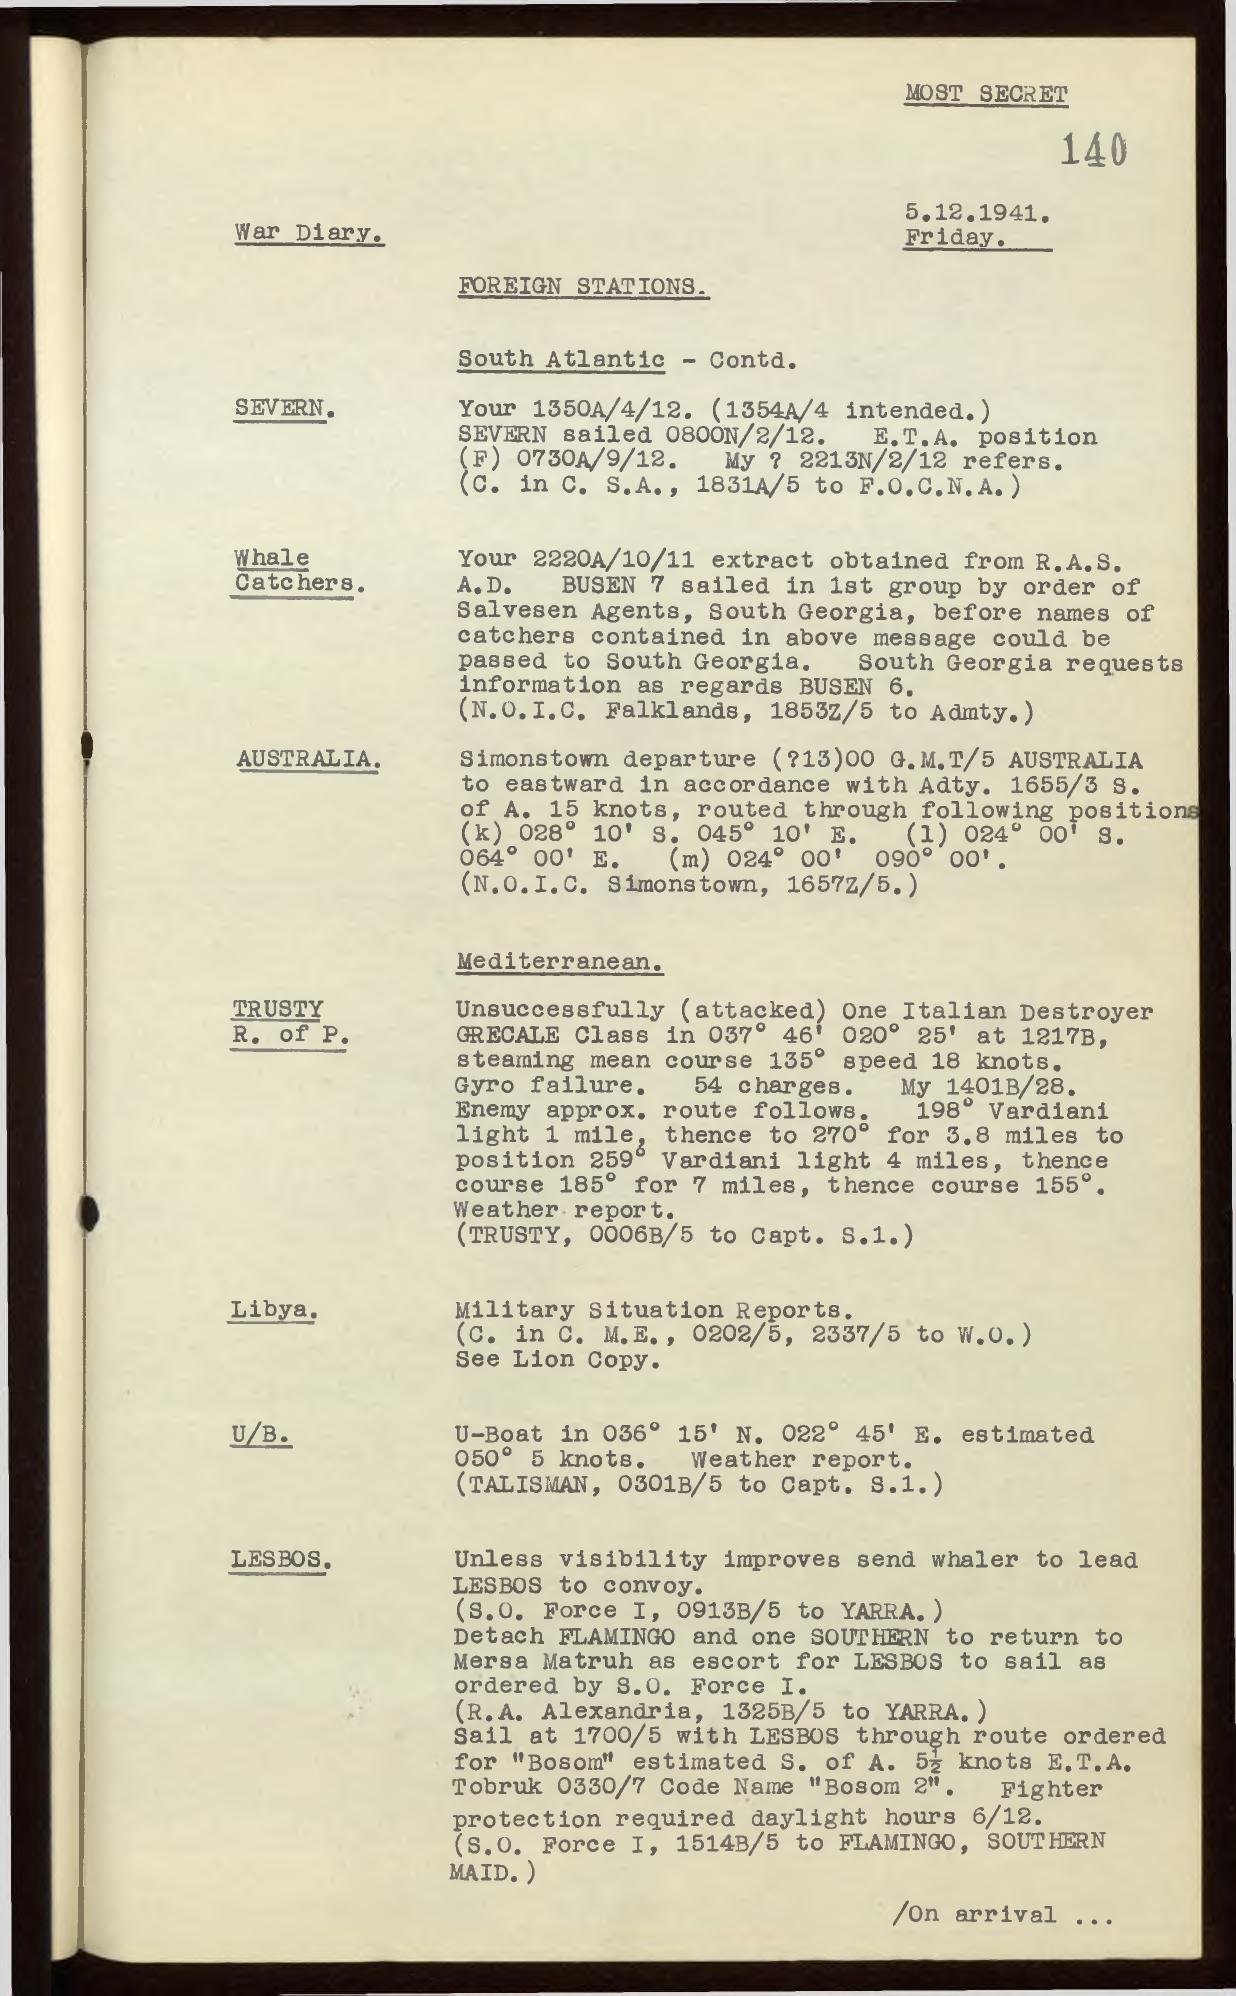 MOST SECRET
140
5.12.1941.
War Diary.
Friday.
FOREIGN STATIONS.
South Atlantic - Contd.
SEVERN.
Your 1350A/4/12. (1354A/4 intended.)
SEVERN sailed 0800N/2/12. E.T.A. position
(F) 0730A/9/12. My ? 2213N/2/12 refers.
(C. in C. S.A., 1831A/5 to F.O.C.N.A.)
Whale
Catchers.
Your 2220A/10/11 extract obtained from R.A.S.
A.D. BUSEN 7 sailed in 1st group by order of
Salvesen Agents, South Georgia, before names of
catchers contained in above message could be
passed to South Georgia. South Georgia requests
information as regards BUSEN 6.
(N.O.I.C. Falklands, 1853Z/5 to Admty.)
AUSTRALIA.
Simonstown departure (?13)00 G.M.T/5 AUSTRALIA
to eastward in accordance with Adty. 1655/3 S.
of A. 15 knots, routed through following positions
(k) 028° 10' S. 045° 10' E. (l) 024° 00' S.
064° 00' E. (m) 024° 00' 090° 00'.
(N.O.I.C. Simonstown, 1657Z/5.)
Mediterranean.
TRUSTY
R. of P.
Unsuccessfully (attacked) One Italian Destroyer
GRECALE Class in 037° 46' 020° 25' at 1217B,
steaming mean course 135° speed 18 knots.
Gyro failure. 54 charges. My 1401B/28.
Enemy approx. route follows. 198° Vardiani
light 1 mile, thence to 270° for 3.8 miles to
position 259° Vardiani light 4 miles, thence
course 185° for 7 miles, thence course 155°.
Weather report.
(TRUSTY, 0006B/5 to Capt. S.1.)
Libya.
Military Situation Reports.
(C. in C. M.E., 0202/5, 2337/5 to W.O.)
See Lion Copy.
U/B.
U-Boat in 036° 15' N. 022° 45' E. estimated
050° 5 knots. Weather report.
(TALISMAN, 0301B/5 to Capt. S.1.)
LESBOS.
Unless visibility improves send whaler to lead
LESBOS to convoy.
(S.O. Force I, 0913B/5 to YARRA.)
Detach FLAMINGO and one SOUTHERN to return to
Mersa Matruh as escort for LESBOS to sail as
ordered by S.O. Force I.
(R.A. Alexandria, 1325B/5 to YARRA.)
Sail at 1700/5 with LESBOS through route ordered
for "Bosom" estimated S. of A. 5½ knots E.T.A.
Tobruk 0330/7 Code Name "Bosom 2". Fighter
protection required daylight hours 6/12.
(S.O. Force I, 1514B/5 to FLAMINGO, SOUTHERN
MAID.)
/On arrival ...